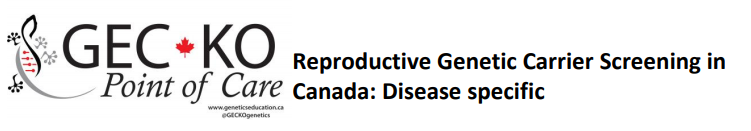 GEC KO
Point of Care
www.geneticseducation.ca
@GECKOgenetics
Reproductive Genetic Carrier Screening in
Canada: Disease specific